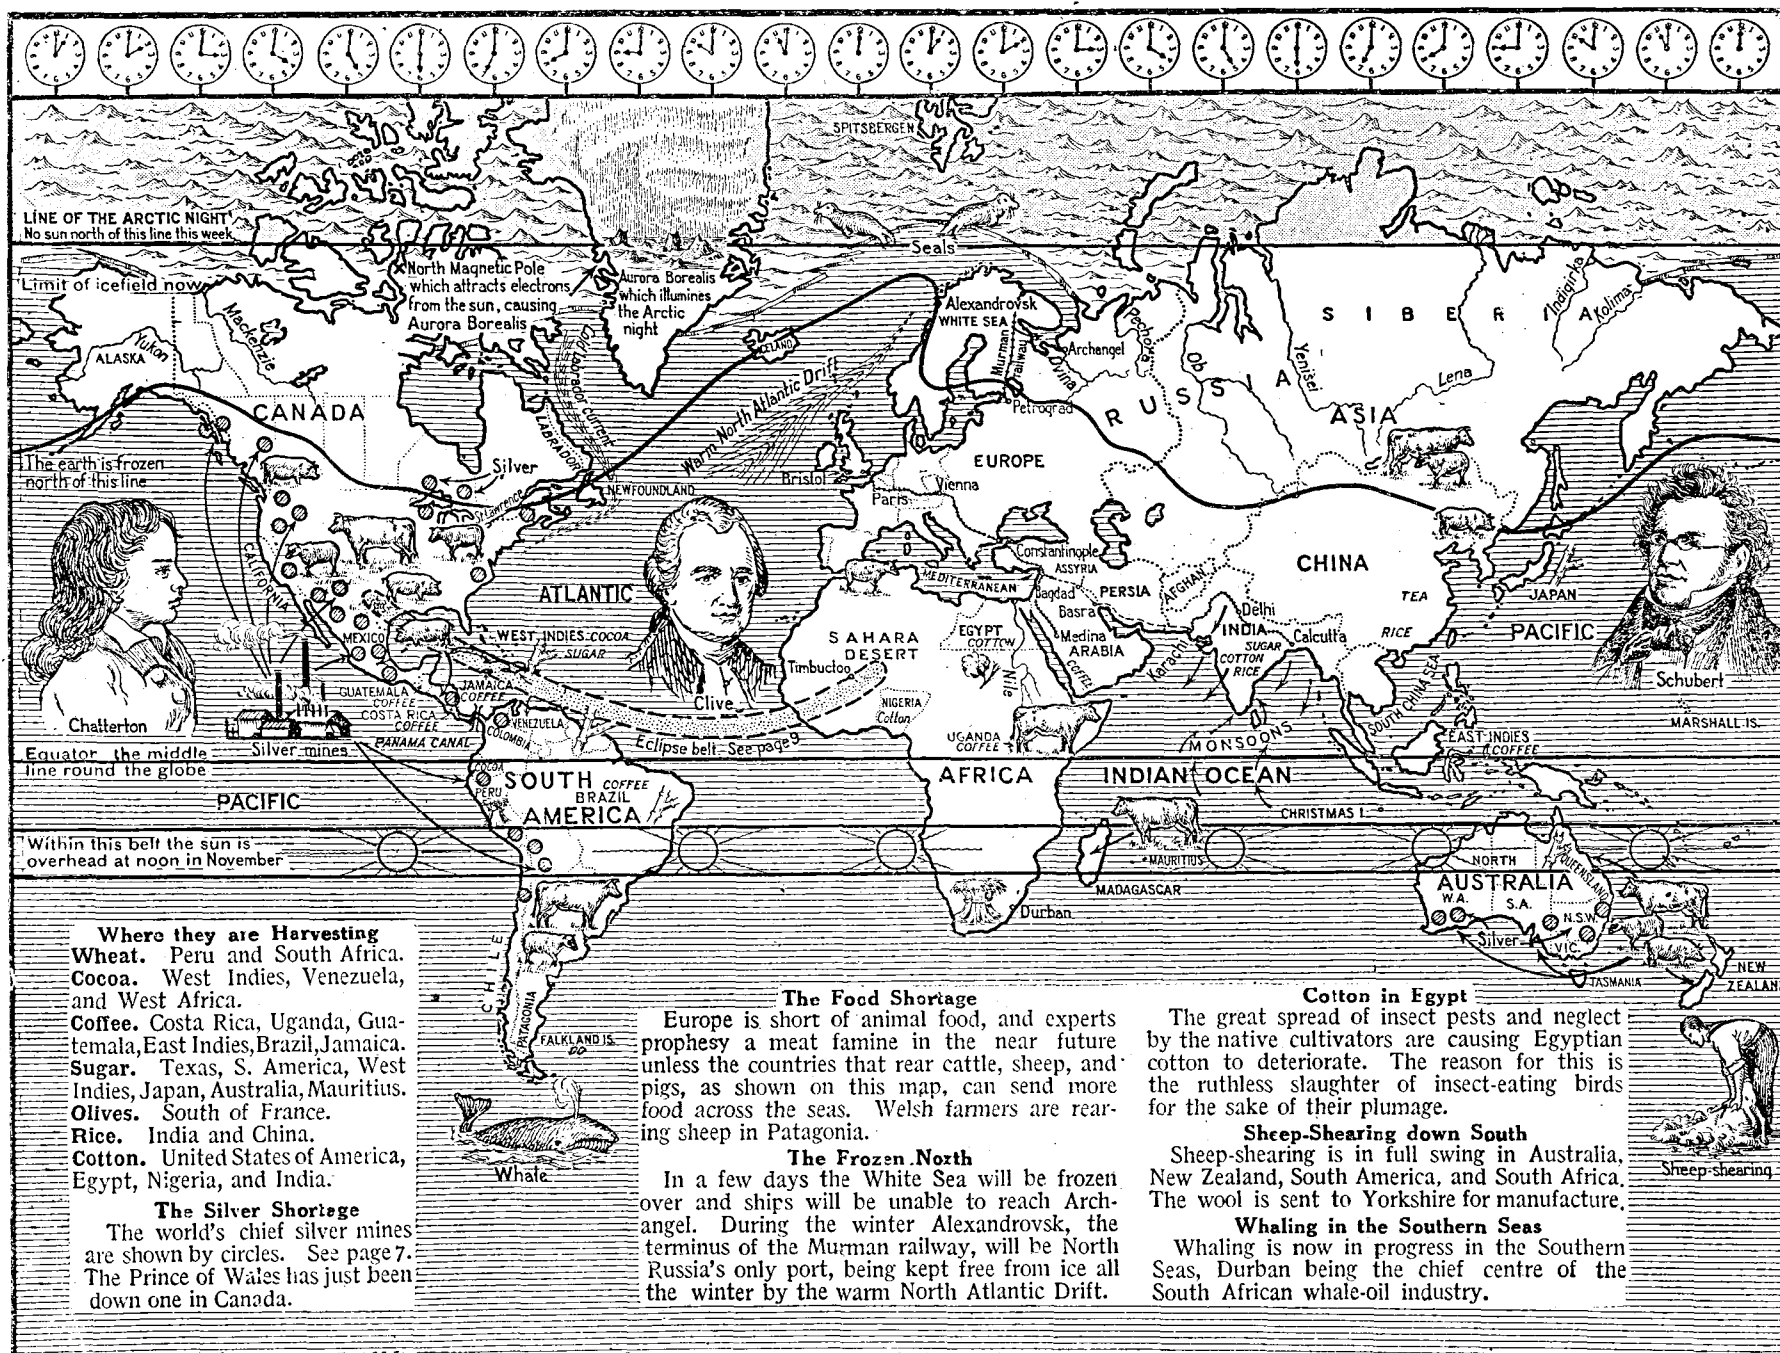 SPITSBERGEN
LINE OF THE ARCTIC NIGHT
No sun north of this line this week
Seals
Limit of icefield now
North Magnetic Pole
which attracts electrons
from the sun, causing
Aurora Borealis
Aurora Borealis
which illumines
the Arctic
night
Cold Labrador current
ICELAND
Warm North Atlantic Drift
Alexandrovsk
WHITE SEA
Murman
railway
Archangel
Dvina
Pechora
Petrograd
Ob
Yenisei
Lena
Indigirka
Kolima
SIBERIA
RUSSIA
ASIA
ALASKA
Yukon
Mackenzie
CANADA
LABRADOR
Silver
St Lawrence
NEWFOUNDLAND
The earth is frozen
north of this line
Bristol
Paris
Vienna
EUROPE
Constantinople
ASSYRIA
MEDITERRANEAN
Bagdad
Basra
PERSIA
AFGHAN
CHINA
TEA
RICE
JAPAN
PACIFIC
CALIFORNIA
ATLANTIC
MEXICO
WEST INDIES COCOA
SUGAR
SAHARA
DESERT
Timbuctoo
EGYPT
COTTON
Nile
Medina
ARABIA
COFFEE
Karachi
Delhi
INDIA
SUGAR
COTTON
RICE
Calcutta
SOUTH CHINA SEA
Chatterton
Clive
Schubert
MARSHALL IS.
Silver mines
GUATEMALA
COFFEE
COSTA RICA
COFFEE
JAMAICA
COFFEE
PANAMA CANAL
VENEZUELA
COLOMBIA
Eclipse belt - See page 9
NIGERIA
Cotton
UGANDA
COFFEE
MONSOONS
EAST INDIES
COFFEE
Equator the middle
line round the globe
PACIFIC
COCOA
PERU
SOUTH
AMERICA
COFFEE
BRAZIL
AFRICA
INDIAN OCEAN
CHRISTMAS I.
Within this belt the sun is
overhead at noon in November
MAURITIUS
MADAGASCAR
Durban
NORTH
QUEENSLAND
AUSTRALIA
W.A.
S.A.
N.S.W.
VIC.
Silver
TASMANIA
NEW
ZEALAN
CHILE
PATAGONIA
FALKLAND IS.
Whale
Sheep-shearing
Where they are Harvesting
Wheat. Peru and South Africa.
Cocoa. West Indies, Venezuela,
and West Africa.
Coffee. Costa Rica, Uganda, Gua-
temala, East Indies, Brazil, Jamaica.
Sugar. Texas, S. America, West
Indies, Japan, Australia, Mauritius.
Olives. South of France.
Rice. India and China.
Cotton. United States of America,
Egypt, Nigeria, and India.
The Silver Shortage
The world's chief silver mines
are shown by circles. See page 7.
The Prince of Wales has just been
down one in Canada.
The Food Shortage
Europe is short of animal food, and experts
prophesy a meat famine in the near future
unless the countries that rear cattle, sheep, and
pigs, as shown on this map, can send more
food across the seas. Welsh farmers are rear-
ing sheep in Patagonia.
The Frozen North
In a few days the White Sea will be frozen
over and ships will be unable to reach Arch-
angel. During the winter Alexandrovsk, the
terminus of the Murman railway, will be North
Russia's only port, being kept free from ice all
the winter by the warm North Atlantic Drift.
Cotton in Egypt
The great spread of insect pests and neglect
by the native cultivators are causing Egyptian
cotton to deteriorate. The reason for this is
the ruthless slaughter of insect-eating birds
for the sake of their plumage.
Sheep-Shearing down South
Sheep-shearing is in full swing in Australia,
New Zealand, South America, and South Africa.
The wool is sent to Yorkshire for manufacture.
Whaling in the Southern Seas
Whaling is now in progress in the Southern
Seas, Durban being the chief centre of the
South African whale-oil industry.